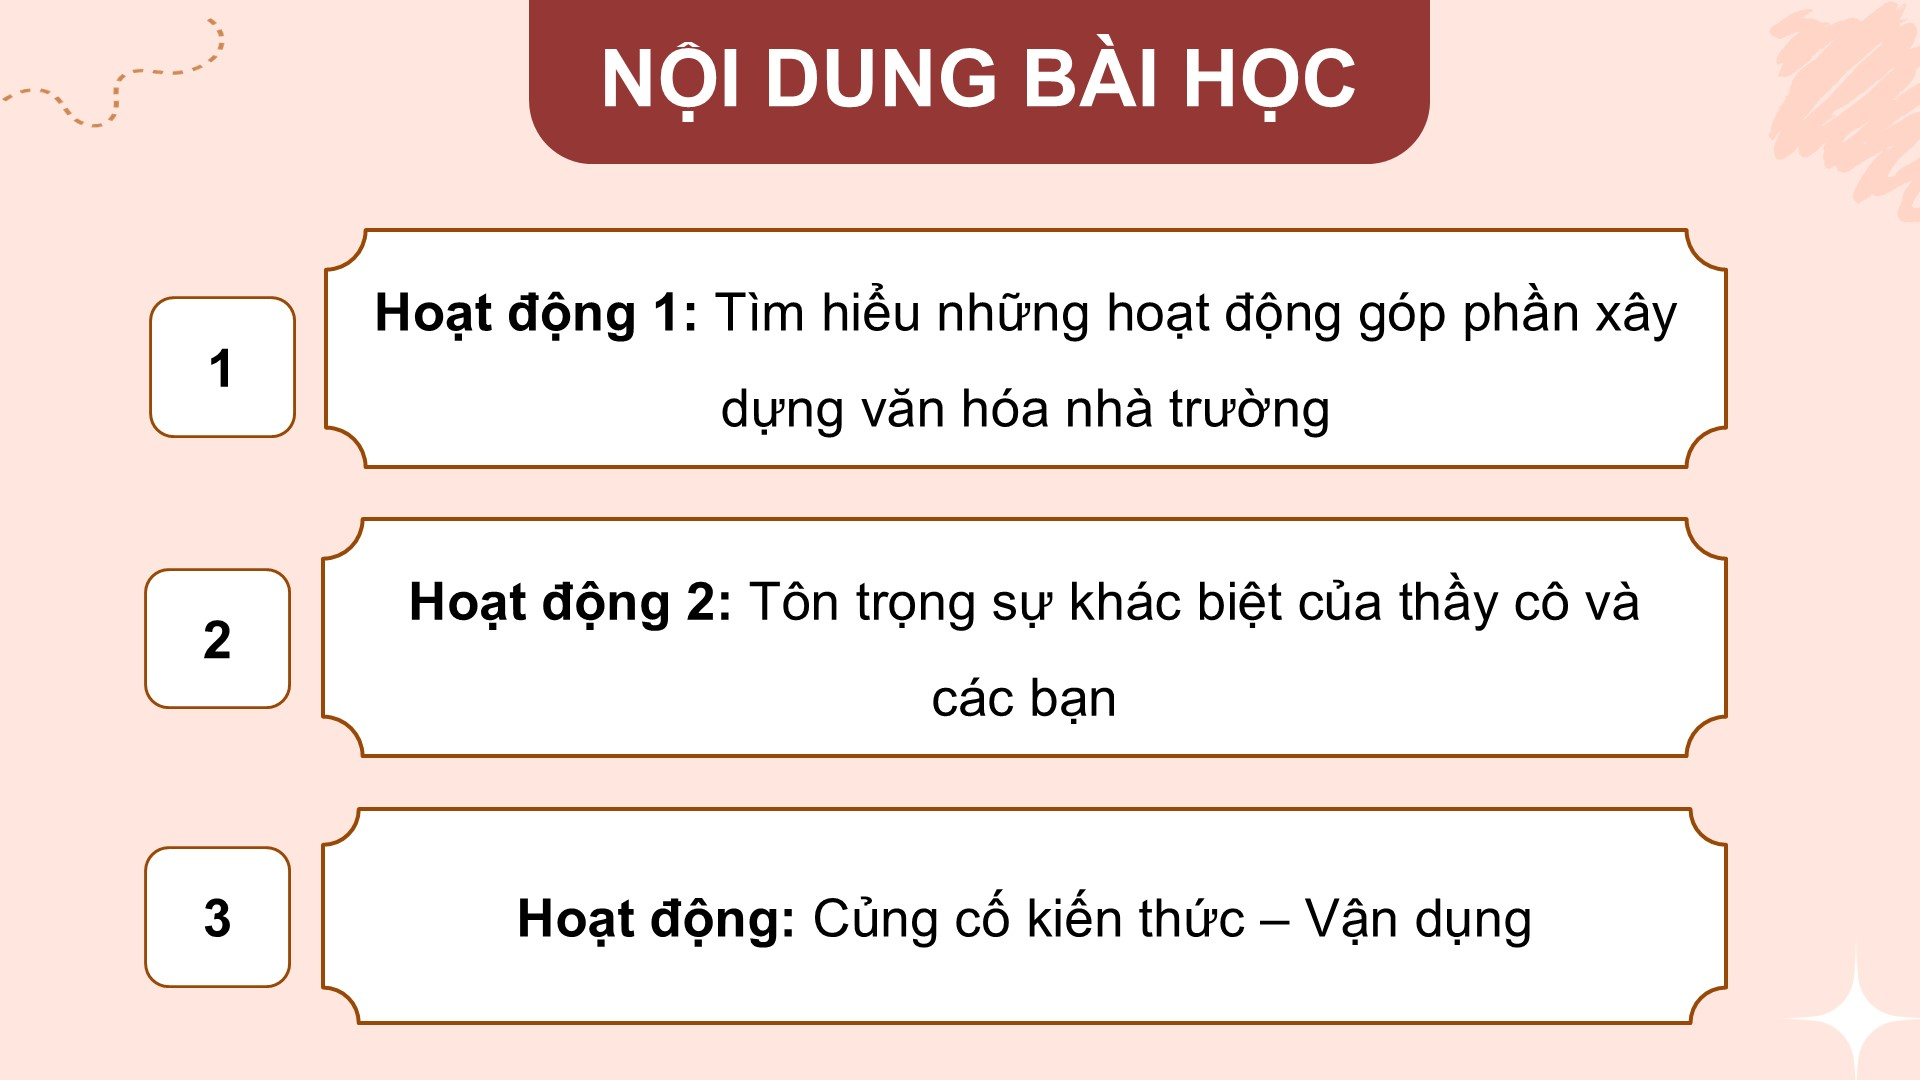 NỘI DUNG BÀI HỌC
1
Hoạt động 1: Tìm hiểu những hoạt động góp phần xây
dựng văn hóa nhà trường
2
Hoạt động 2: Tôn trọng sự khác biệt của thầy cô và
các bạn
3
Hoạt động: Củng cố kiến thức – Vận dụng